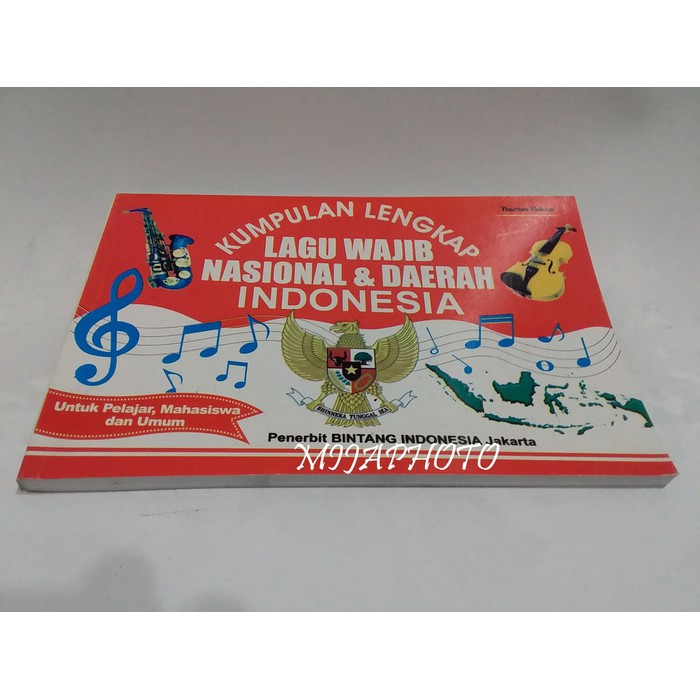 KUMPULAN LENGKAP
LAGU WAJIB
NASIONAL & DAERAH
INDONESIA
BHINNEKA TUNGGAL IKA
Untuk Pelajar, Mahasiswa
dan Umum
Penerbit BINTANG INDONESIA Jakarta
MIJAPHOTO